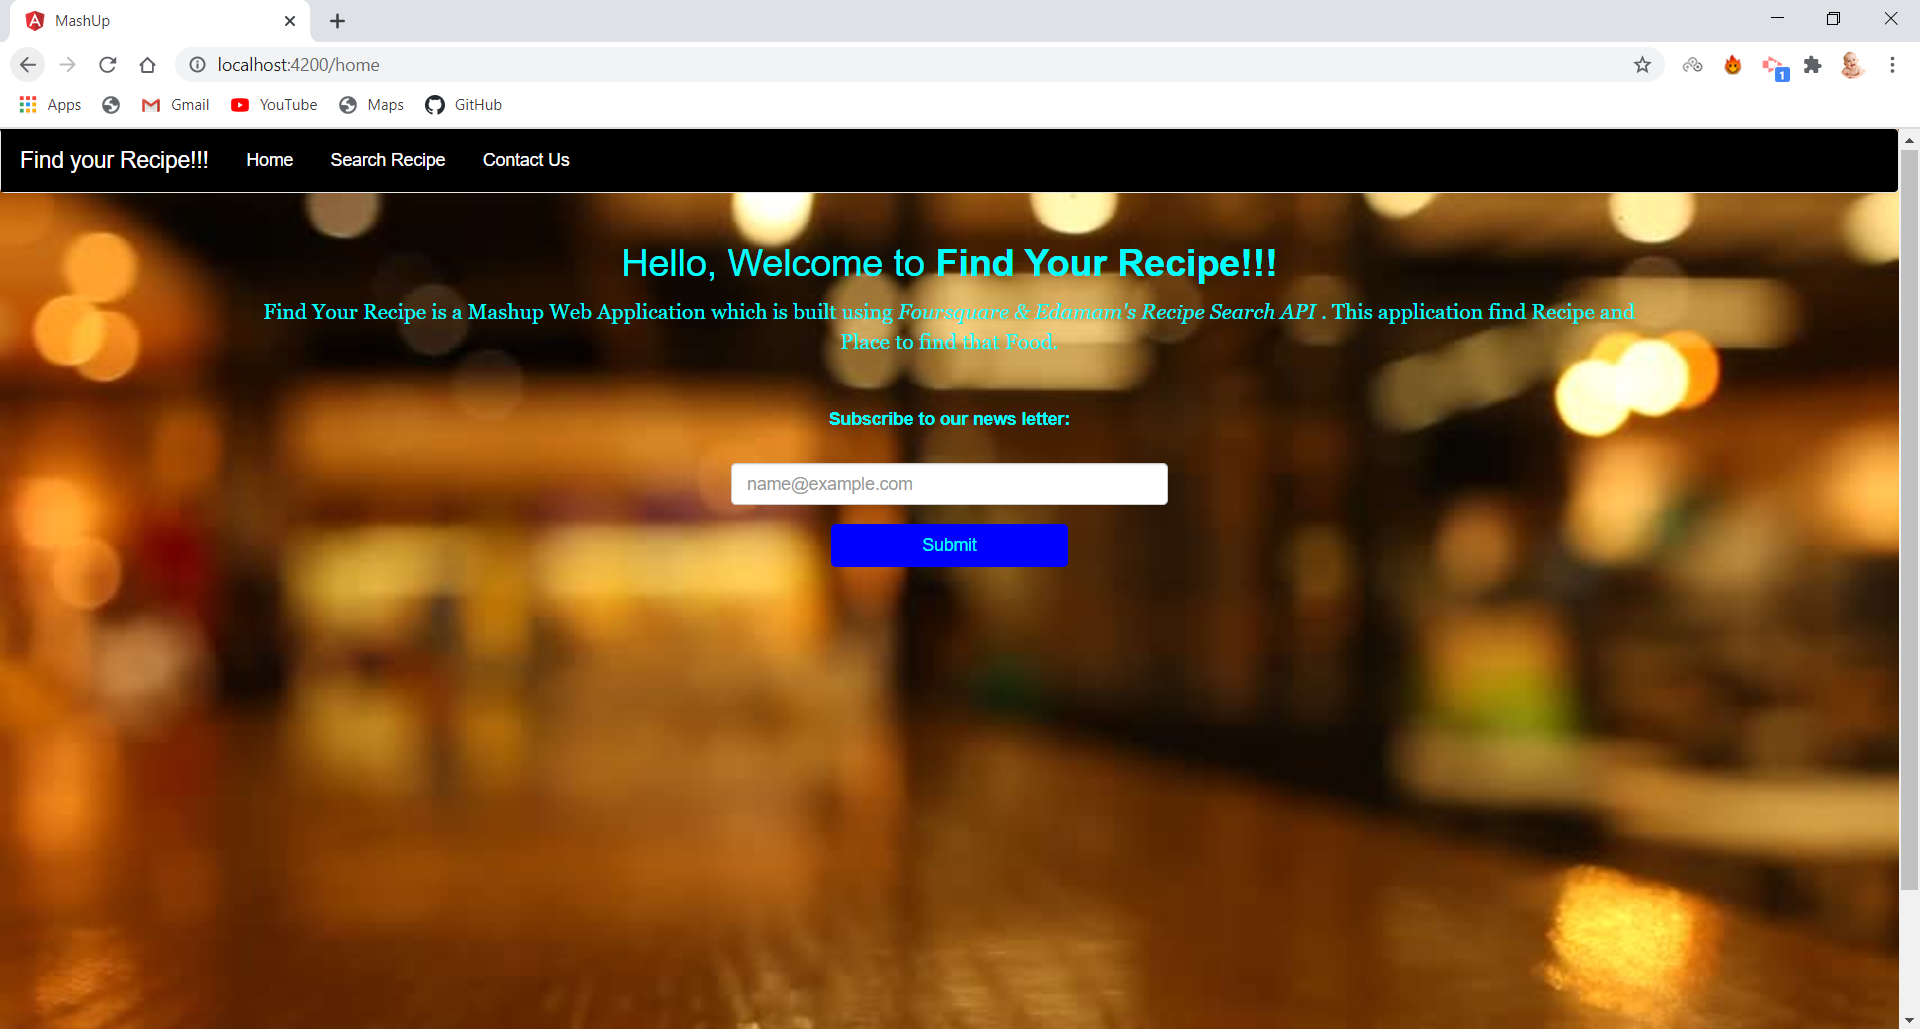 MashUp
localhost:4200/home
Apps Gmail YouTube Maps GitHub
1
Find your Recipe!!! Home Search Recipe Contact Us
Hello, Welcome to Find Your Recipe!!!
Find Your Recipe is a Mashup Web Application which is built using Foursquare & Edamam's Recipe Search API . This application find Recipe and
Place to find that Food.
Subscribe to our news letter:
name@example.com
Submit